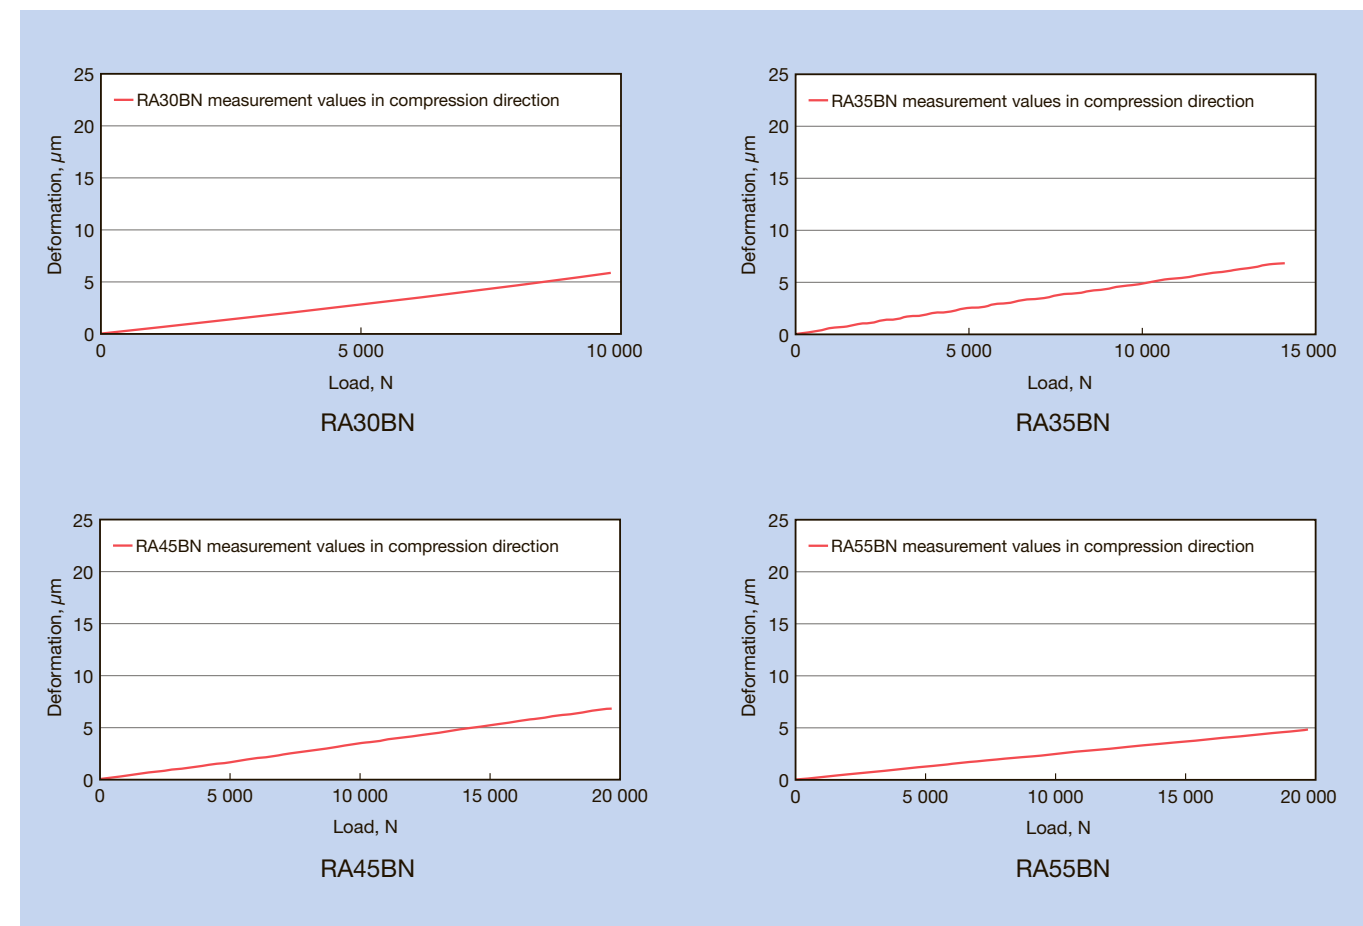 25
RA30BN measurement values in compression direction
20
15
10
5
0
Deformation, µm
0 5 000 10 000
Load, N
RA30BN
25
RA35BN measurement values in compression direction
20
15
10
5
0
Deformation, µm
0 5 000 10 000 15 000
Load, N
RA35BN
25
RA45BN measurement values in compression direction
20
15
10
5
0
Deformation, µm
0 5 000 10 000 15 000 20 000
Load, N
RA45BN
25
RA55BN measurement values in compression direction
20
15
10
5
0
Deformation, µm
0 5 000 10 000 15 000 20 000
Load, N
RA55BN